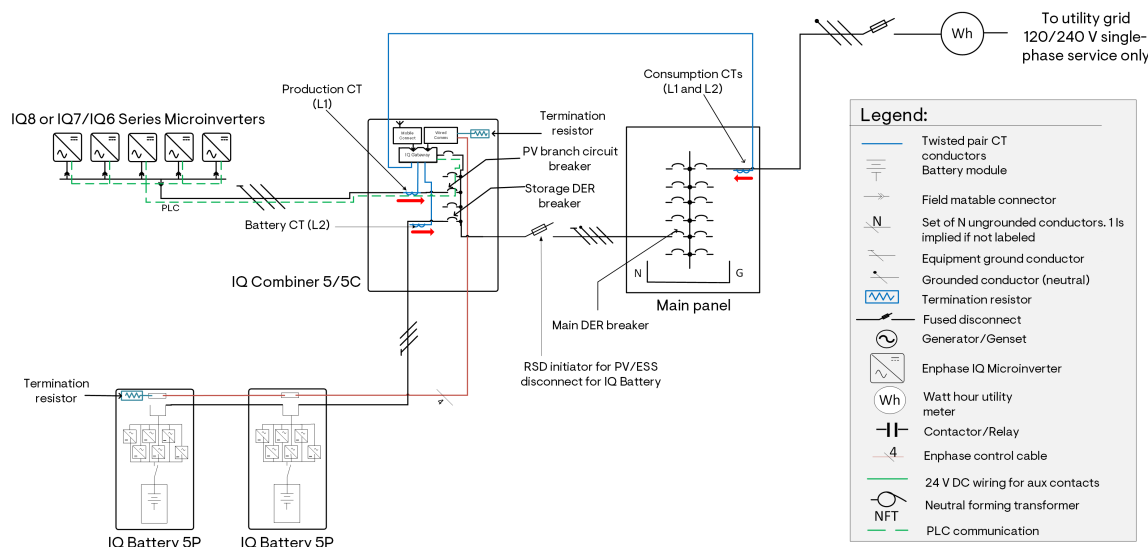 To utility grid
120/240 V single-
phase service only
Wh
Consumption CTs
(L1 and L2)
Production CT
(L1)
IQ8 or IQ7/IQ6 Series Microinverters
Termination
resistor
Mobile
Connect
Wired
Comms
IQ Gateway
PV branch circuit
breaker
Storage DER
breaker
PLC
Battery CT (L2)
IQ Combiner 5/5C
N
G
Main panel
Main DER breaker
RSD initiator for PV/ESS
disconnect for IQ Battery
Termination
resistor
4
IQ Battery 5P
IQ Battery 5P
Legend:
Twisted pair CT
conductors
Battery module
Field matable connector
N
Set of N ungrounded conductors. 1 Is
implied if not labeled
Equipment ground conductor
Grounded conductor (neutral)
Termination resistor
Fused disconnect
Generator/Genset
Enphase IQ Microinverter
Wh
Watt hour utility
meter
Contactor/Relay
4
Enphase control cable
24 V DC wiring for aux contacts
NFT
Neutral forming transformer
PLC communication